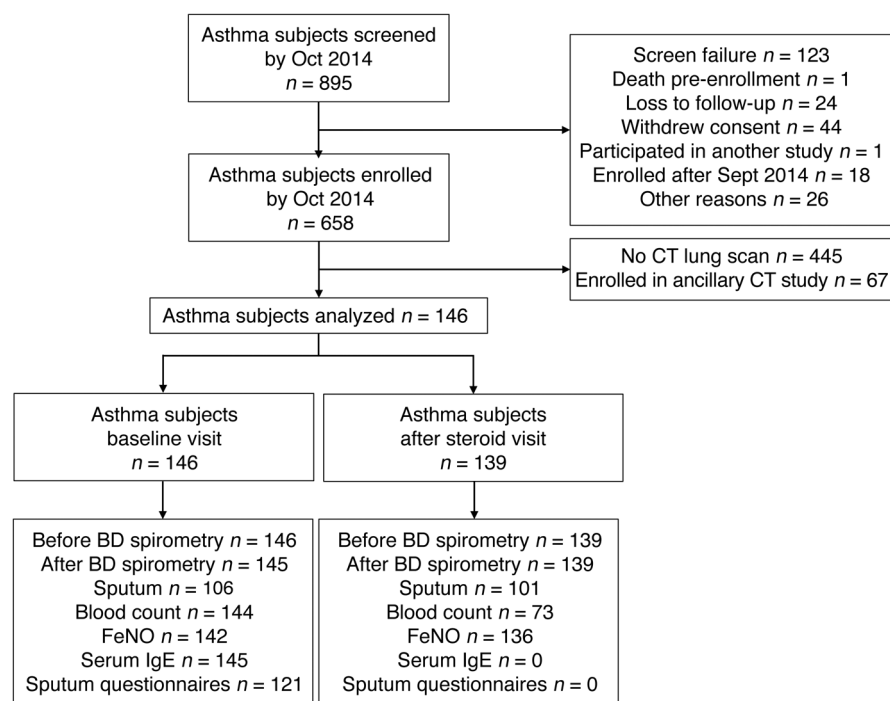 Asthma subjects screened
by Oct 2014
n = 895
Screen failure n = 123
Death pre-enrollment n = 1
Loss to follow-up n = 24
Withdrew consent n = 44
Participated in another study n = 1
Enrolled after Sept 2014 n = 18
Other reasons n = 26
Asthma subjects enrolled
by Oct 2014
n = 658
No CT lung scan n = 445
Enrolled in ancillary CT study n = 67
Asthma subjects analyzed n = 146
Asthma subjects
baseline visit
n = 146
Asthma subjects
after steroid visit
n = 139
Before BD spirometry n = 146
After BD spirometry n = 145
Sputum n = 106
Blood count n = 144
FeNO n = 142
Serum IgE n = 145
Sputum questionnaires n = 121
Before BD spirometry n = 139
After BD spirometry n = 139
Sputum n = 101
Blood count n = 73
FeNO n = 136
Serum IgE n = 0
Sputum questionnaires n = 0